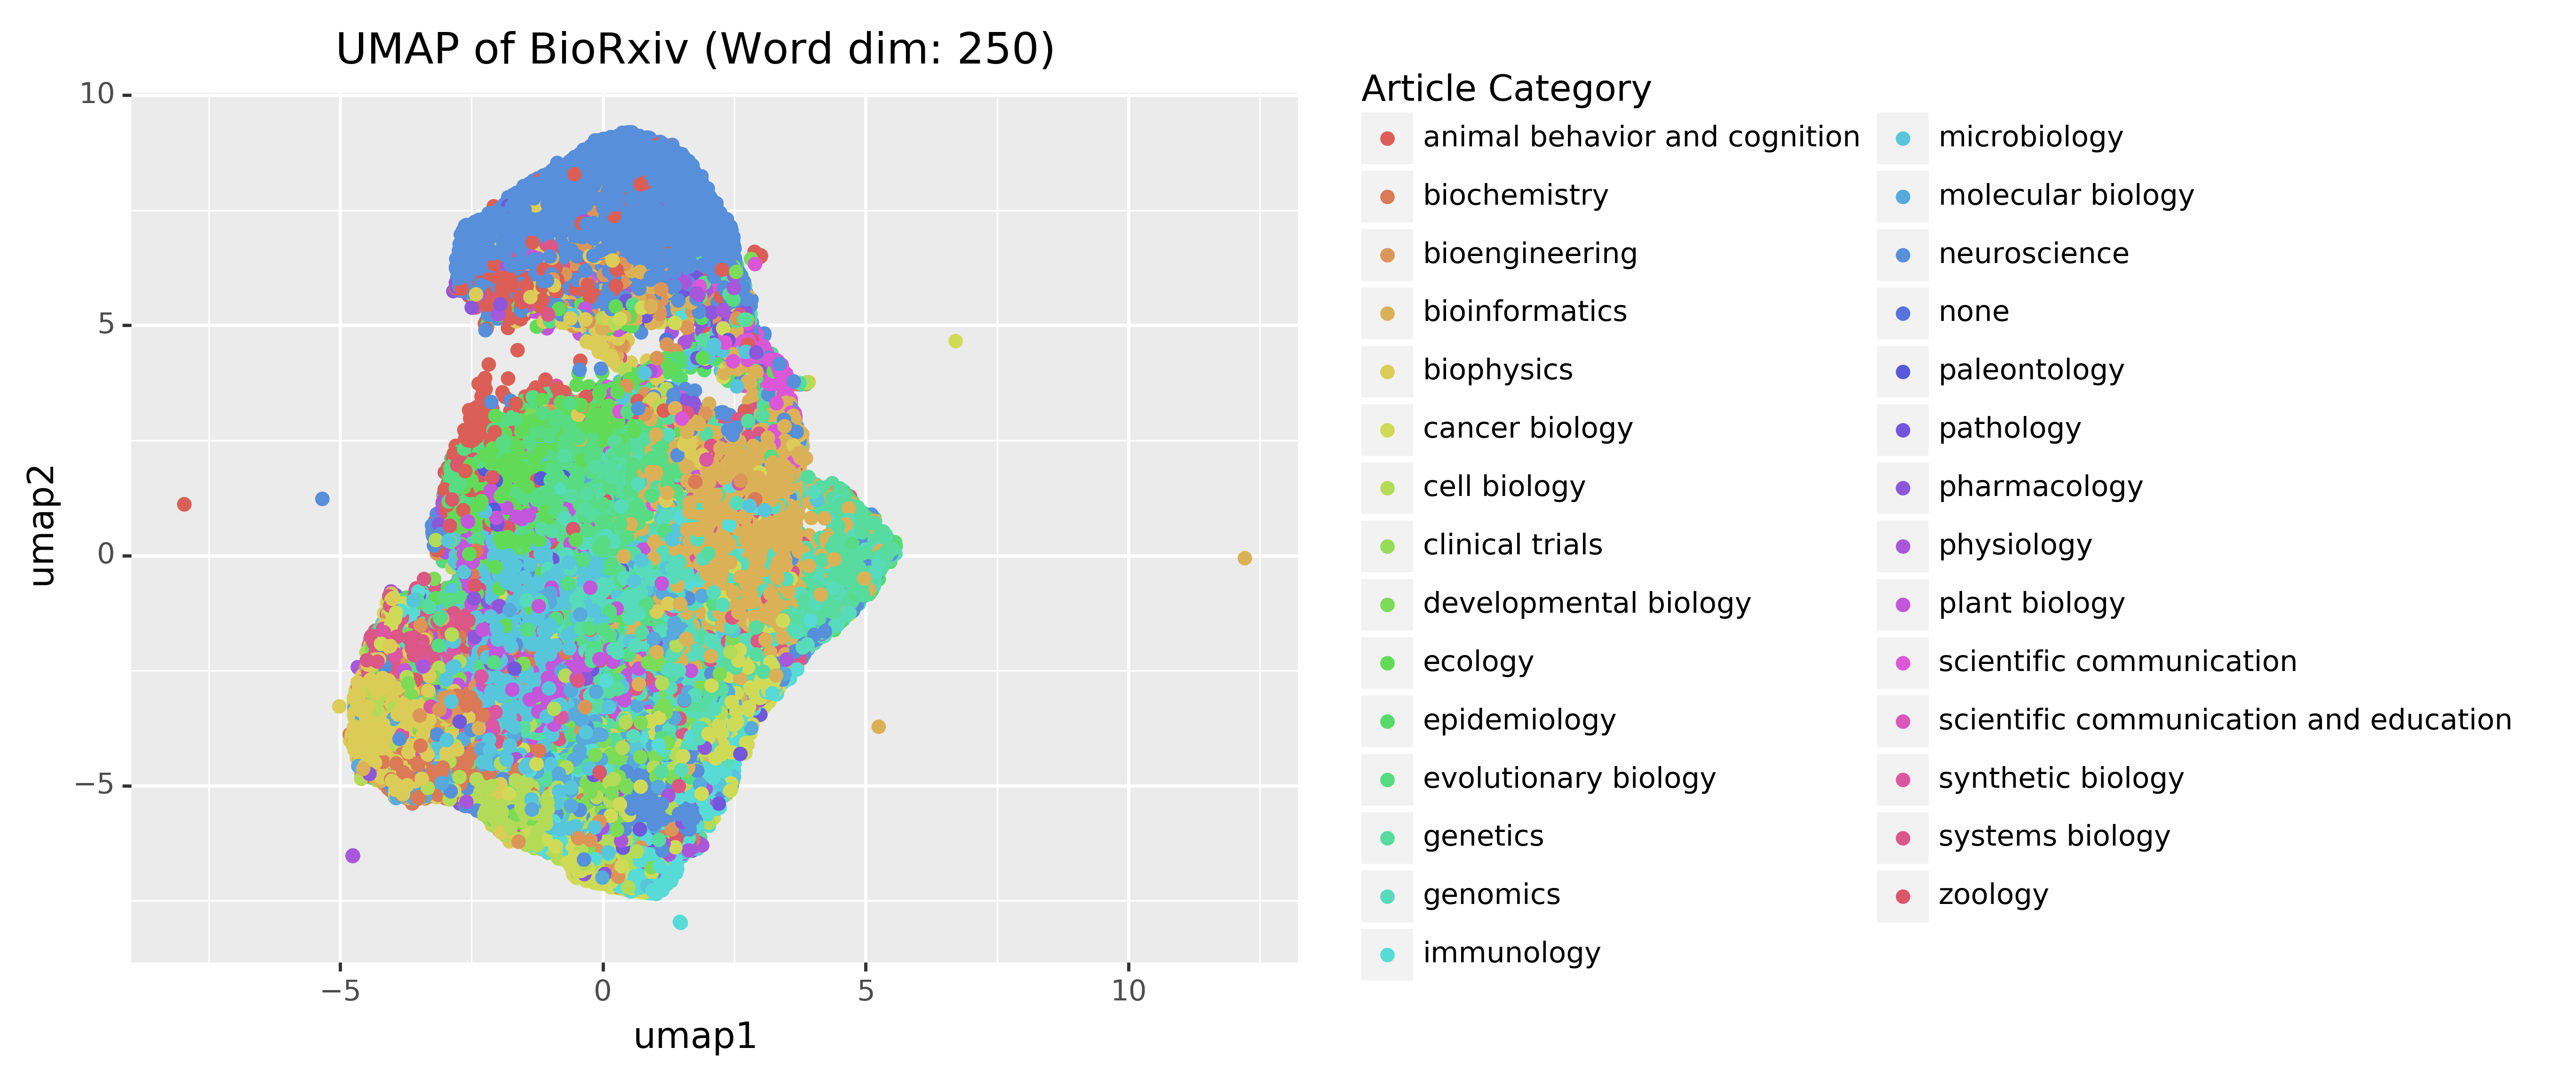 UMAP of BioRxiv (Word dim: 250)
10
5
0
−5
umap2
−5
0
5
10
umap1
Article Category
animal behavior and cognition
biochemistry
bioengineering
bioinformatics
biophysics
cancer biology
cell biology
clinical trials
developmental biology
ecology
epidemiology
evolutionary biology
genetics
genomics
immunology
microbiology
molecular biology
neuroscience
none
paleontology
pathology
pharmacology
physiology
plant biology
scientific communication
scientific communication and education
synthetic biology
systems biology
zoology